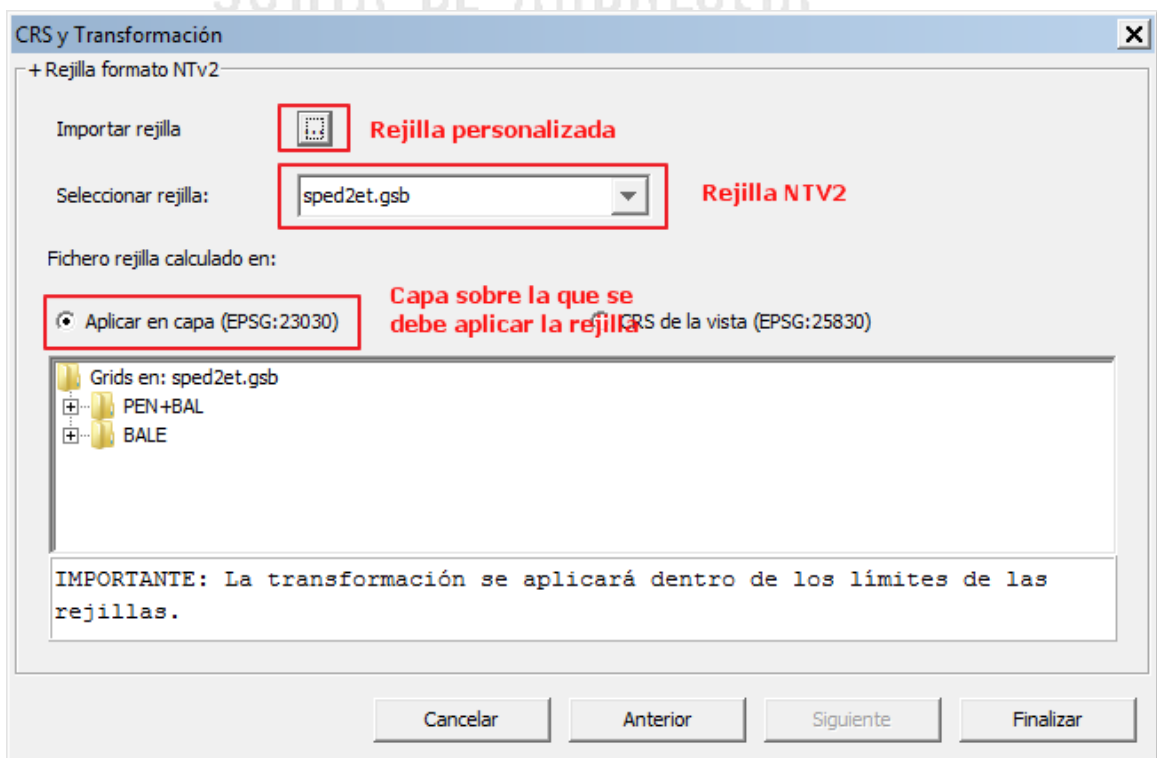 CRS y Transformación
+ Rejilla formato NTv2
Importar rejilla
...
Rejilla personalizada
Seleccionar rejilla:
sped2et.gsb
Rejilla NTV2
Fichero rejilla calculado en:
Capa sobre la que se
debe aplicar la rejilla
Aplicar en capa (EPSG:23030)
CRS de la vista (EPSG:25830)
Grids en: sped2et.gsb
PEN+BAL
BALE
IMPORTANTE: La transformación se aplicará dentro de los límites de las
rejillas.
Cancelar
Anterior
Siguiente
Finalizar